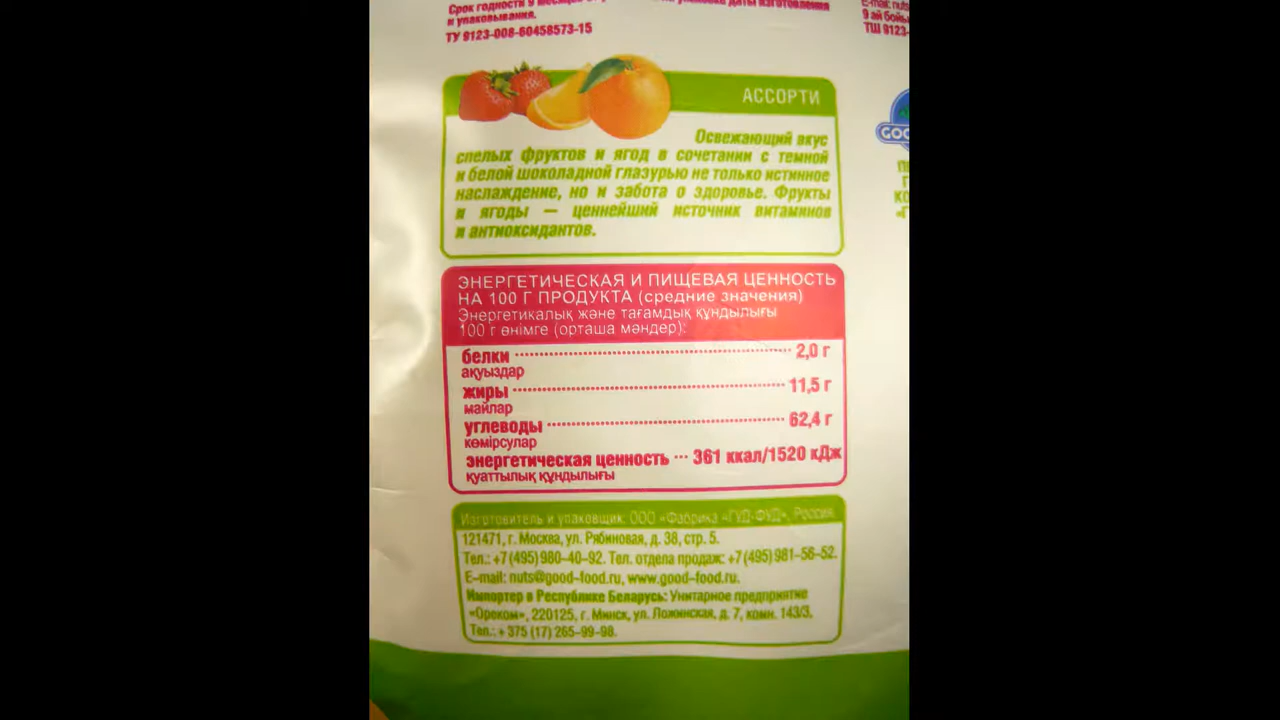 Срок годности 9 месяцев
даты изготовления
и упаковывания.
ТУ 9123-008-60458573-15
E-mail: nuts
9 ай бойы
ТШ 9123-
АССОРТИ
Освежающий вкус
спелых фруктов и ягод в сочетании с темной
и белой шоколадной глазурью не только истинное
наслаждение, но и забота о здоровье. Фрукты
и ягоды — ценнейший источник витаминов
и антиоксидантов.
GOO
ЭНЕРГЕТИЧЕСКАЯ И ПИЩЕВАЯ ЦЕННОСТЬ
НА 100 Г ПРОДУКТА (средние значения)
Энергетикалық және тағамдық құндылығы
100 г өнімге (орташа мәндер):
белки 2,0 г
ақуыздар
жиры 11,5 г
майлар
углеводы 62,4 г
көмірсулар
энергетическая ценность ··· 361 ккал/1520 кДж
қуаттылық құндылығы
Изготовитель и упаковщик: ООО «Фабрика «ГУД-ФУД», Россия,
121471, г. Москва, ул. Рябиновая, д. 38, стр. 5.
Тел.: +7 (495) 980-40-92. Тел. отдела продаж: +7 (495) 981-56-52.
E-mail: nuts@good-food.ru, www.good-food.ru.
Импортер в Республике Беларусь: Унитарное предприятие
«Ореком», 220125, г. Минск, ул. Ложинская, д. 7, комн. 143/3.
Тел.: + 375 (17) 265-99-98.